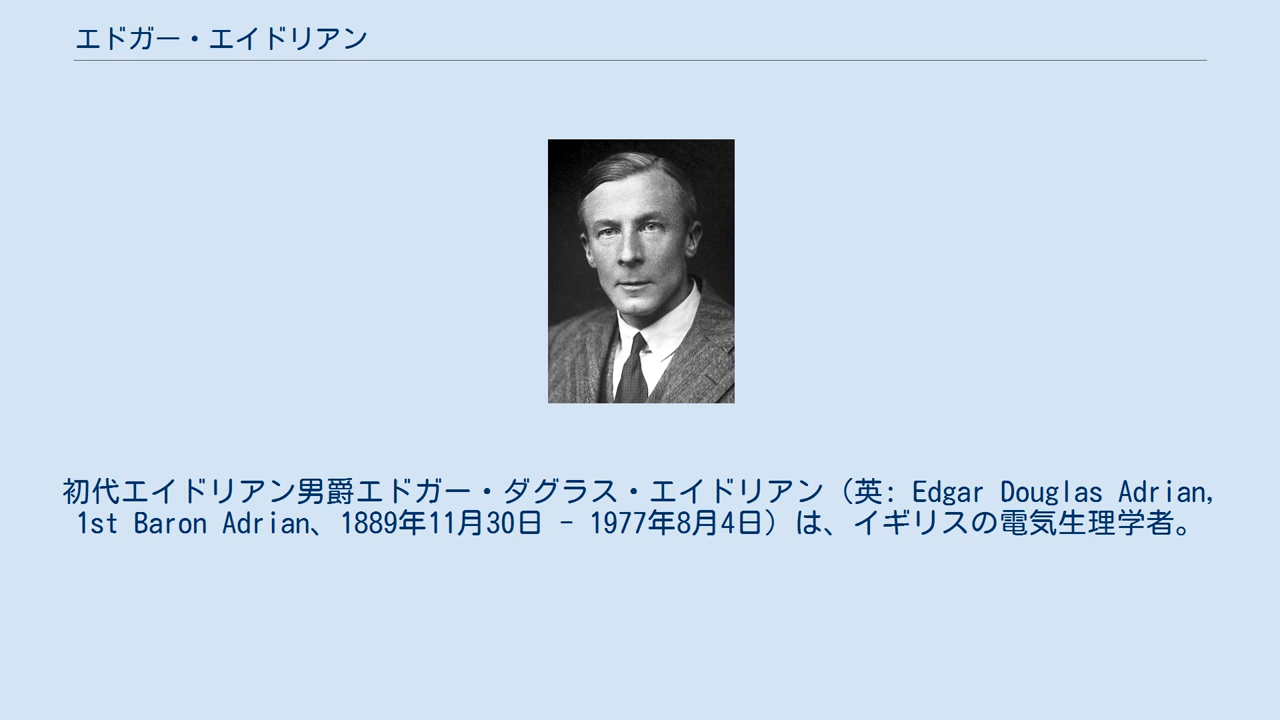 エドガー・エイドリアン
初代エイドリアン男爵エドガー・ダグラス・エイドリアン（英: Edgar Douglas Adrian,
1st Baron Adrian、1889年11月30日 - 1977年8月4日）は、イギリスの電気生理学者。